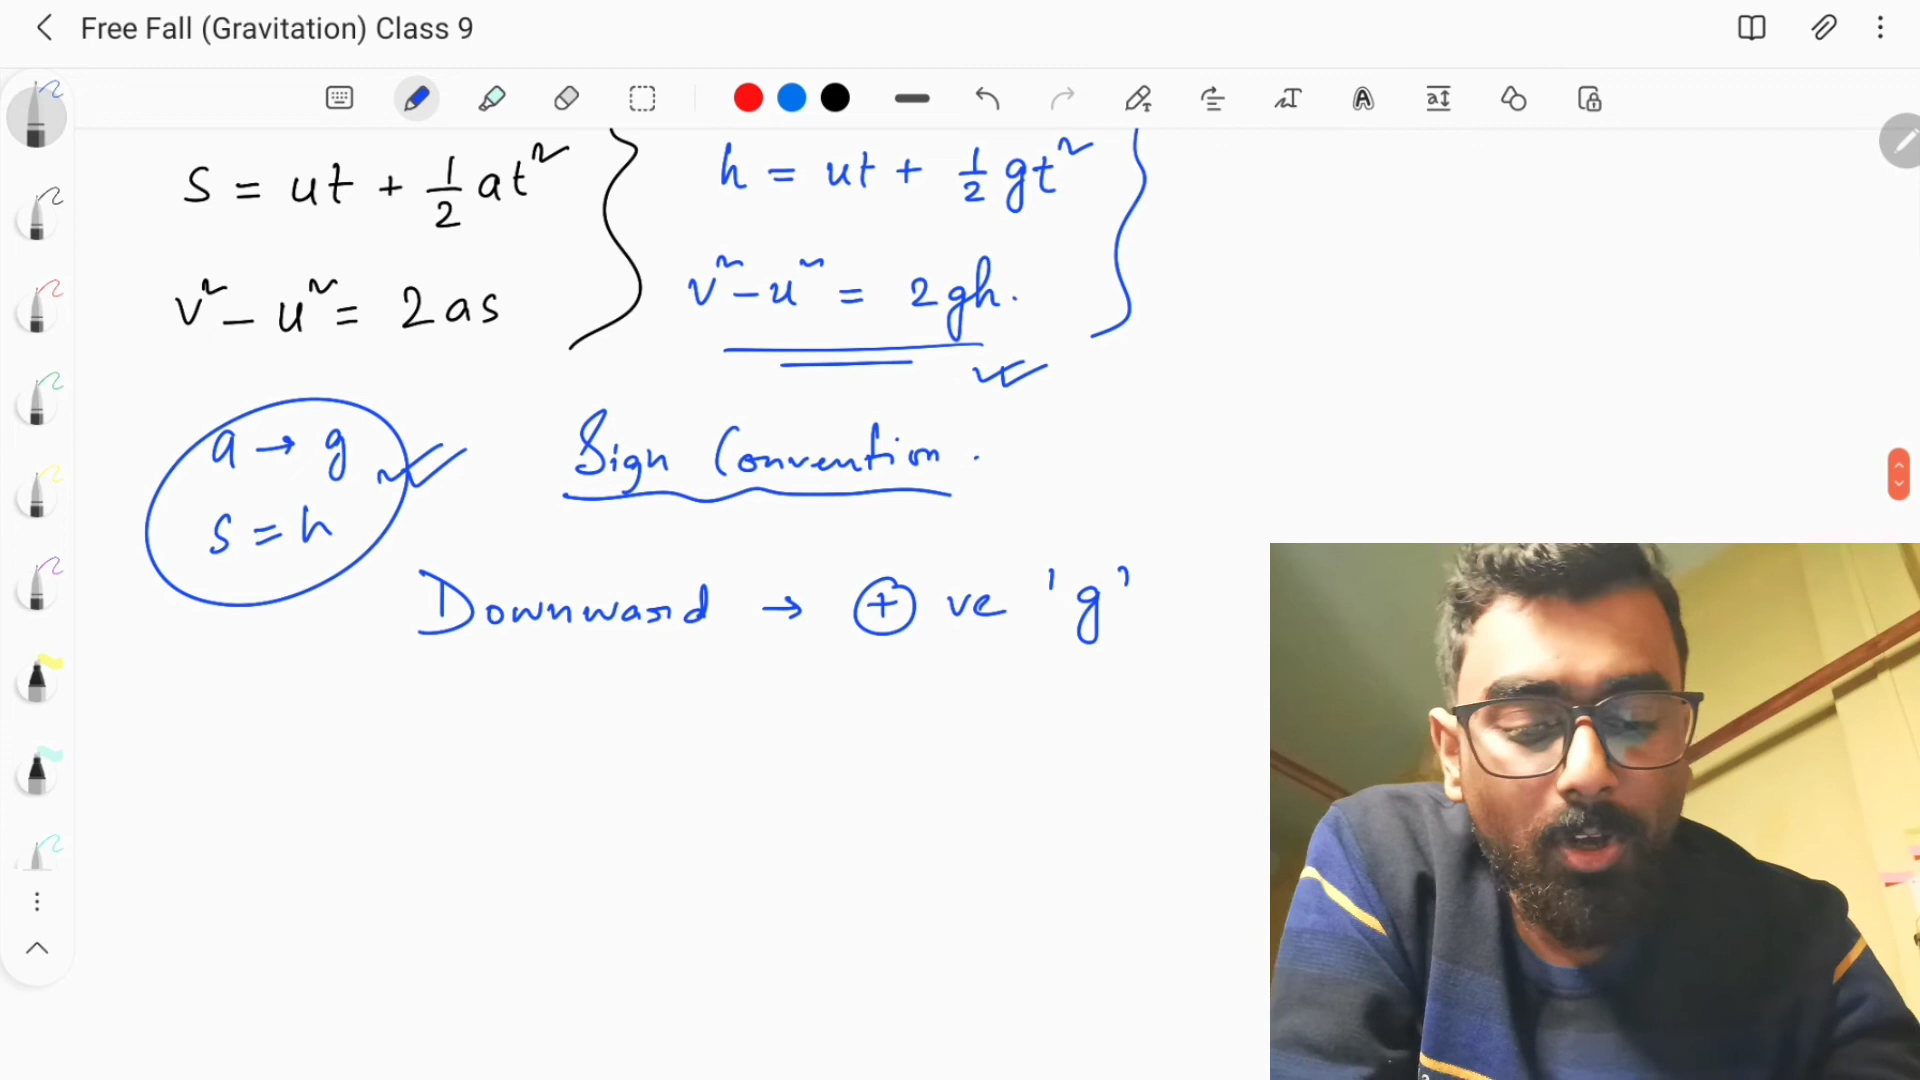 Free Fall (Gravitation) Class 9
S = ut + 1/2 at²
h = ut + 1/2 gt²
v² - u² = 2as
v² - u² = 2gh.
a → g
s = h
Sign Convention.
Downward → ⊕ ve 'g'